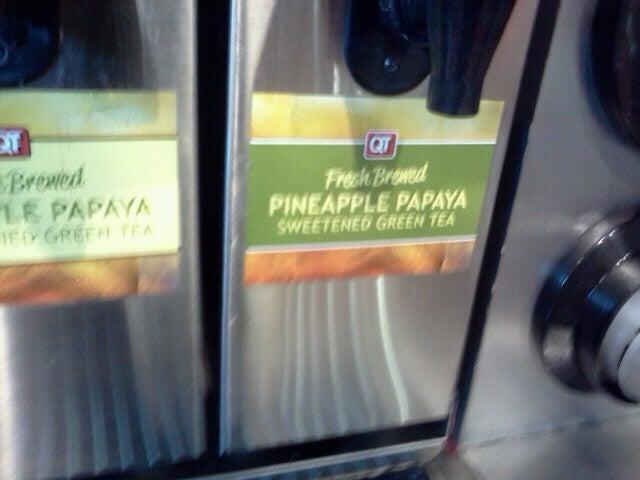 QT
Brewed
LE PAPAYA
GREEN TEA
QT
Fresh Brewed
PINEAPPLE PAPAYA
SWEETENED GREEN TEA